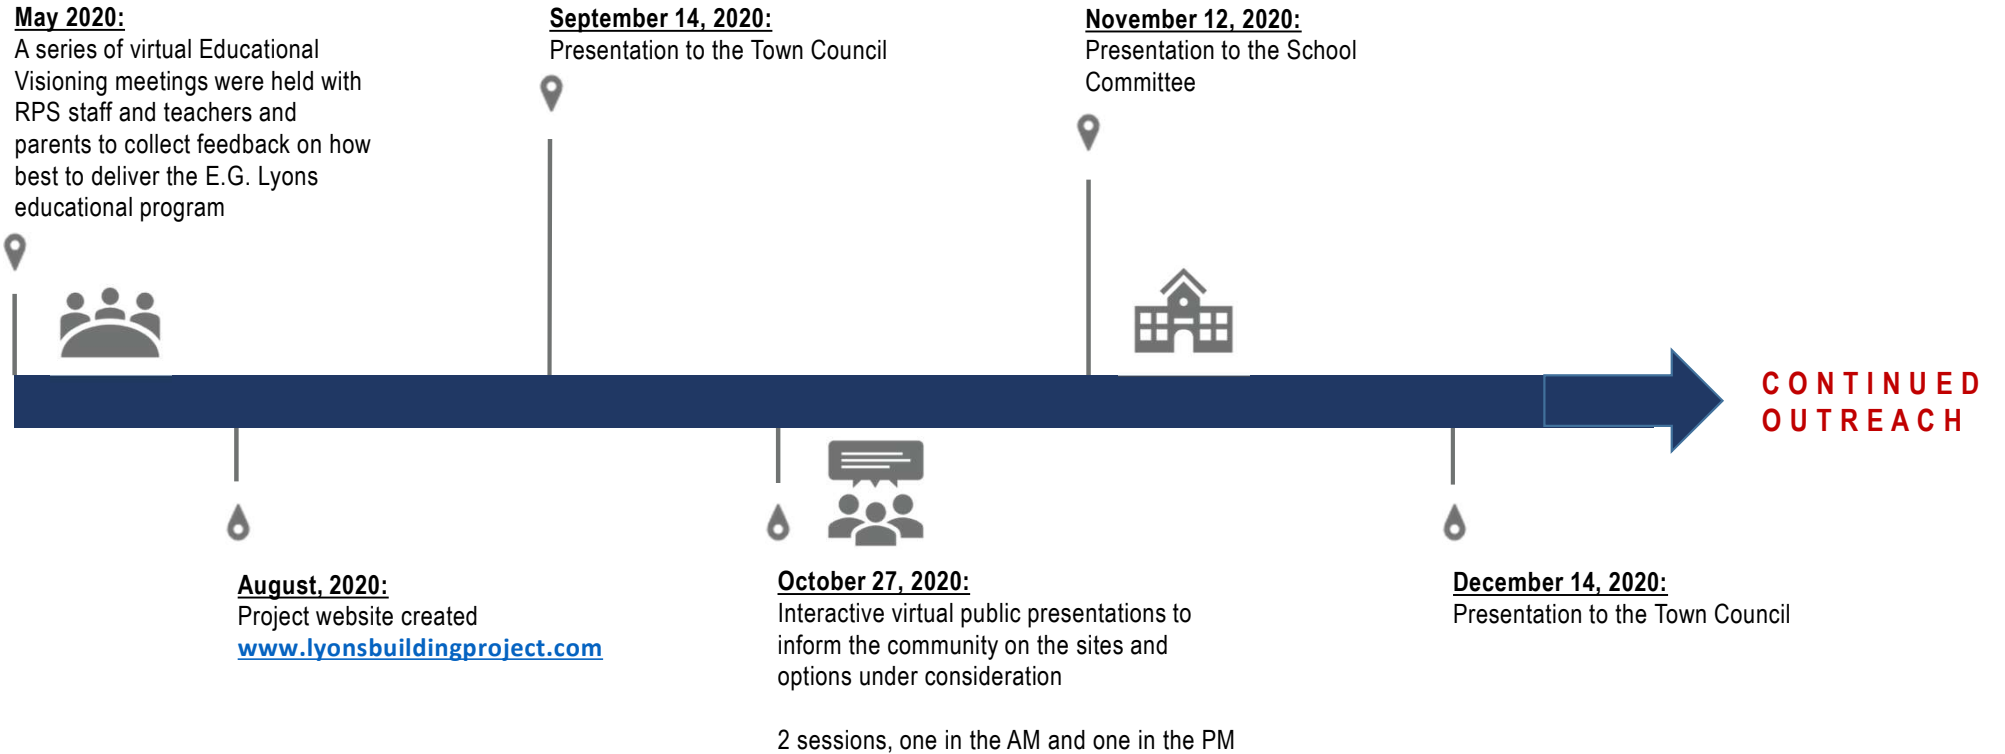 May 2020:
A series of virtual Educational
Visioning meetings were held with
RPS staff and teachers and
parents to collect feedback on how
best to deliver the E.G. Lyons
educational program
September 14, 2020:
Presentation to the Town Council
November 12, 2020:
Presentation to the School
Committee
CONTINUED
OUTREACH
August, 2020:
Project website created
www.lyonsbuildingproject.com
October 27, 2020:
Interactive virtual public presentations to
inform the community on the sites and
options under consideration
2 sessions, one in the AM and one in the PM
December 14, 2020:
Presentation to the Town Council